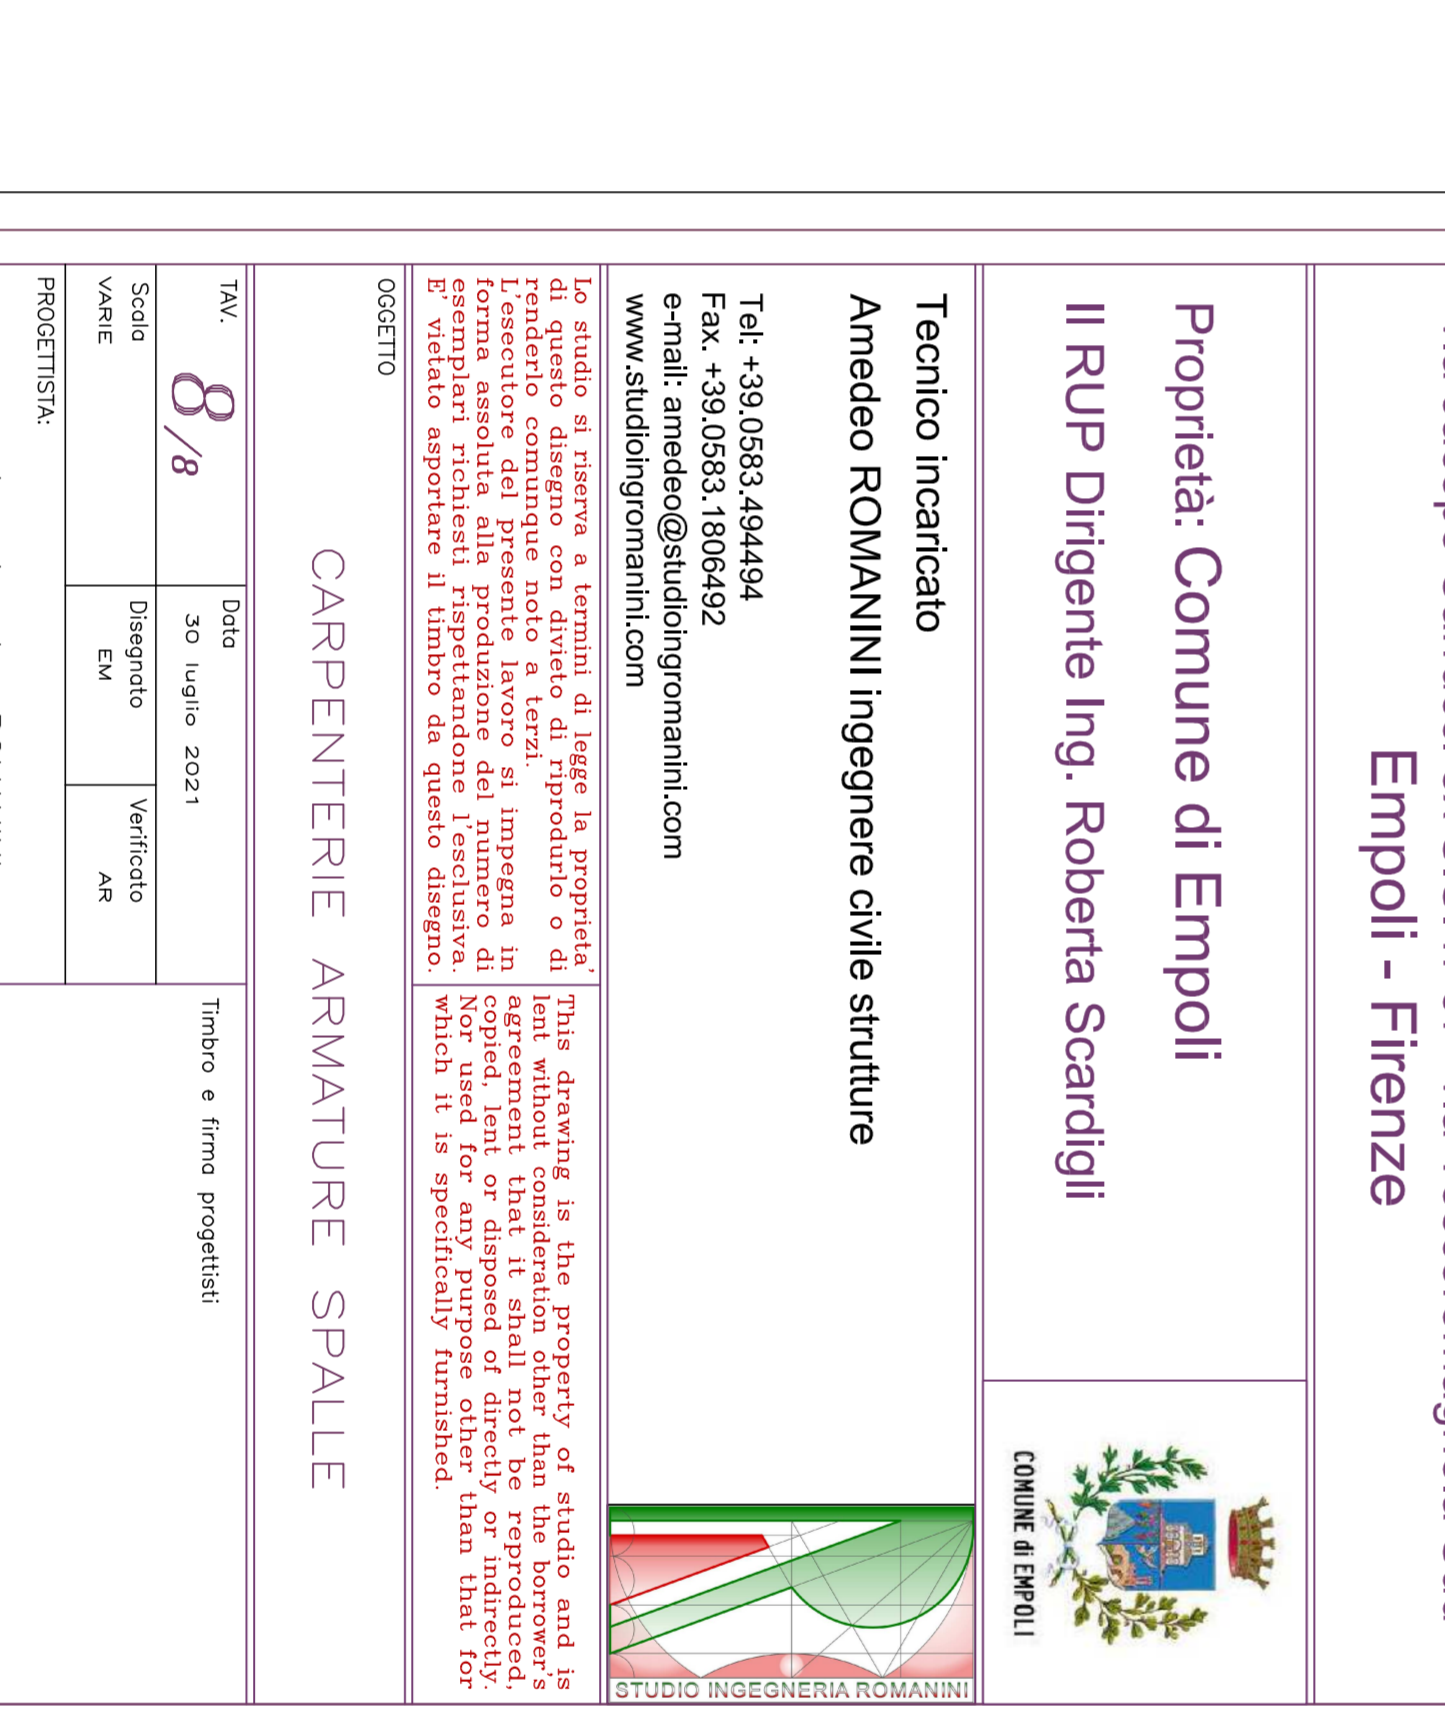 Empoli - Firenze
Proprietà: Comune di Empoli
Il RUP Dirigente Ing. Roberta Scardigli
COMUNE di EMPOLI
Tecnico incaricato
Amedeo ROMANINI ingegnere civile strutture
Tel: +39.0583.494494
Fax. +39.0583.1806492
e-mail: amedeo@studioingromanini.com
www.studioingromanini.com
STUDIO INGEGNERIA ROMANINI
Lo studio si riserva a termini di legge la proprieta'
di questo disegno con divieto di riprodurlo o di
renderlo comunque noto a terzi.
L'esecutore del presente lavoro si impegna in
forma assoluta alla produzione del numero di
esemplari richiesti rispettandone l'esclusiva.
E' vietato asportare il timbro da questo disegno.
This drawing is the property of studio and is
lent without consideration other than the borrower's
agreement that it shall not be reproduced,
copied, lent or disposed of directly or indirectly.
Nor used for any purpose other than that for
which it is specifically furnished.
OGGETTO
CARPENTERIE ARMATURE SPALLE
TAV.
8/8
Data
30 luglio 2021
Scala
VARIE
Disegnato
EM
Verificato
AR
Timbro e firma progettisti
PROGETTISTA: